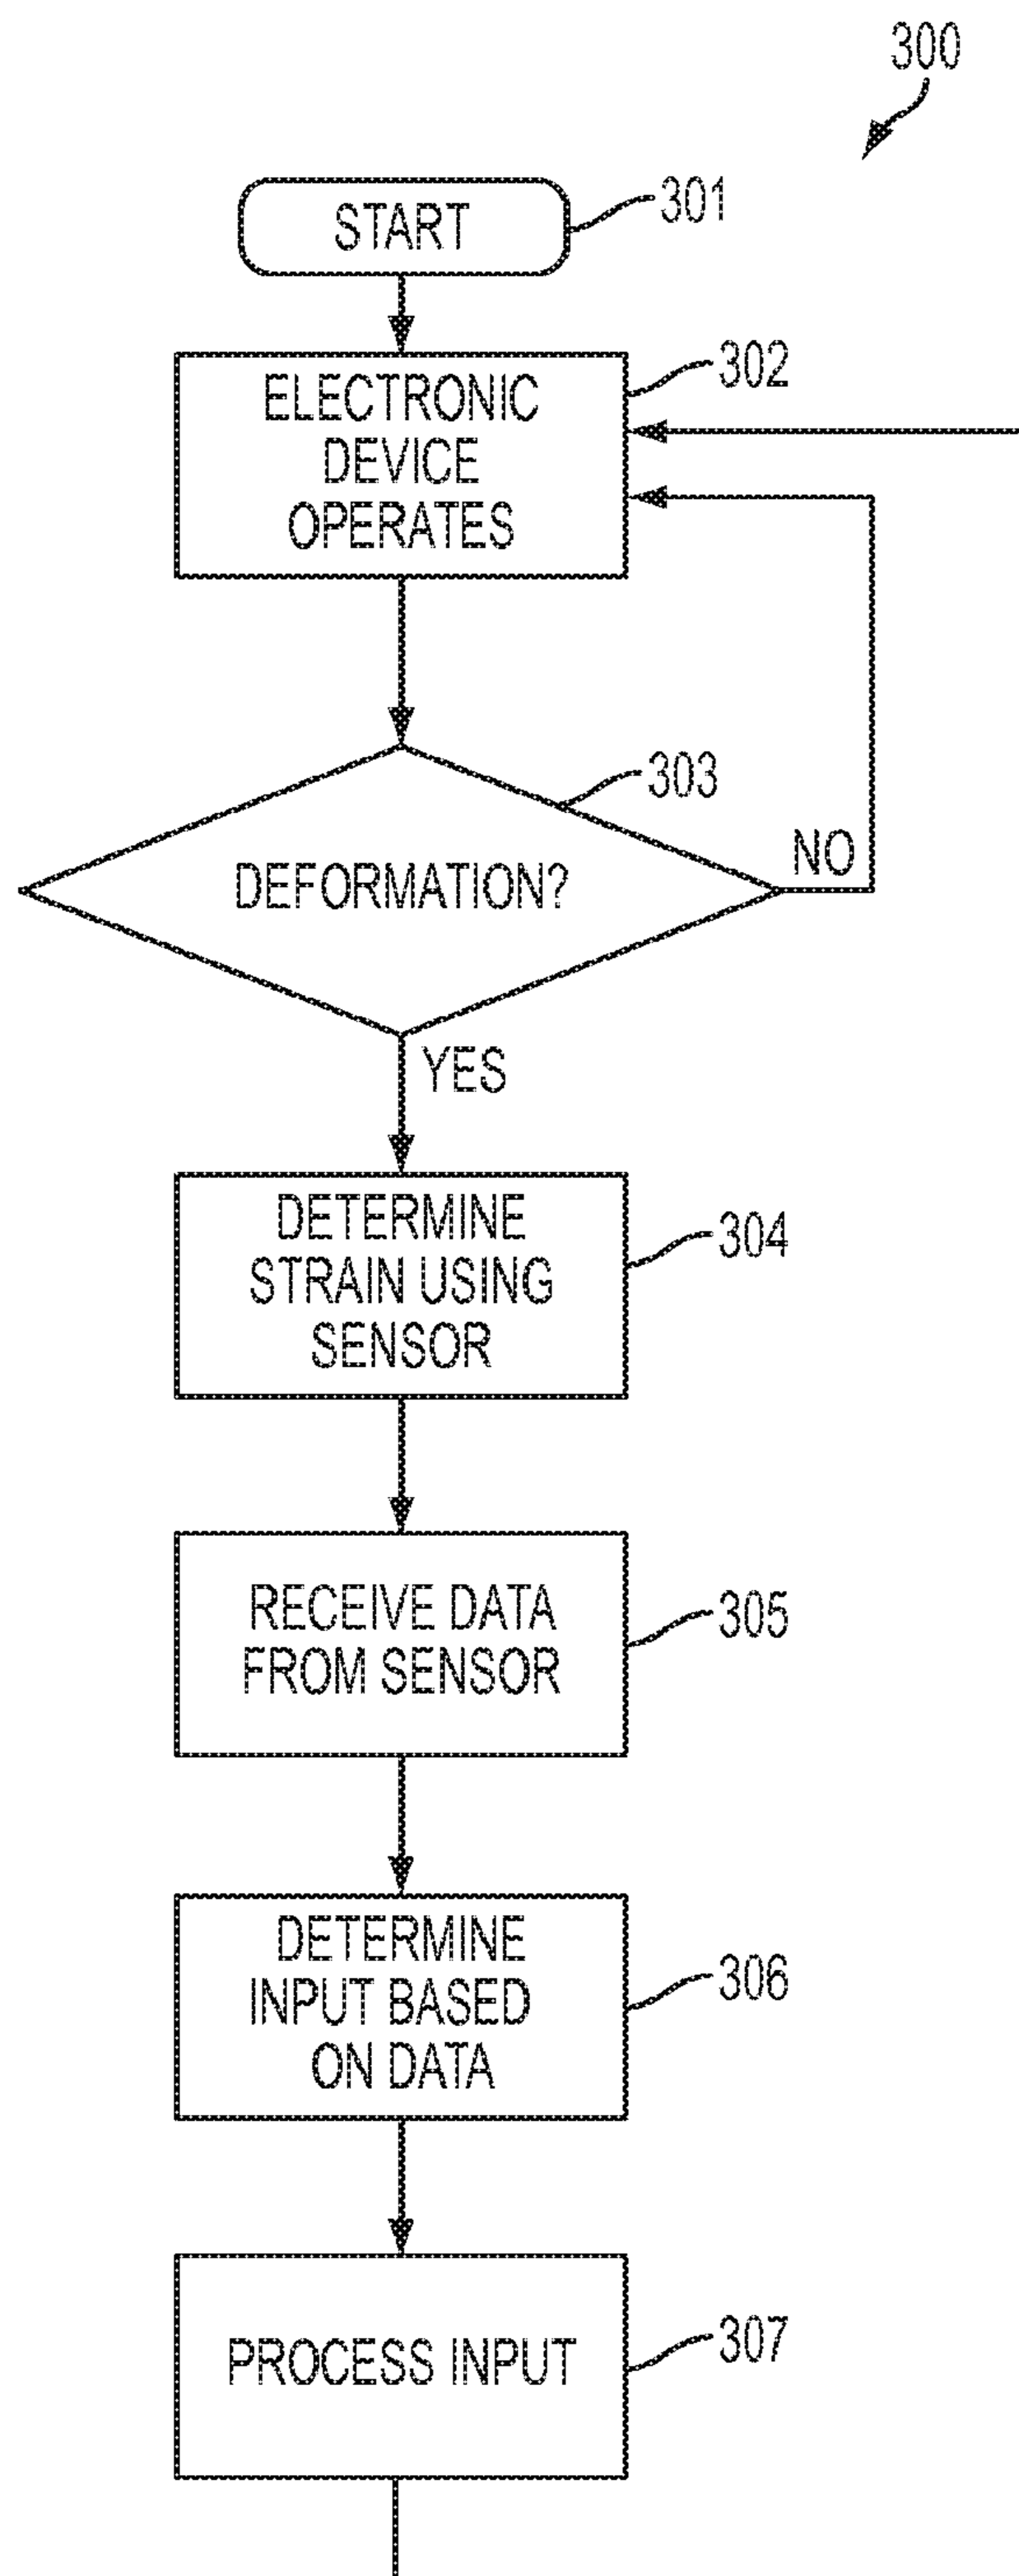 300
START
301
ELECTRONIC
DEVICE
OPERATES
302
DEFORMATION?
303
NO
YES
DETERMINE
STRAIN USING
SENSOR
304
RECEIVE DATA
FROM SENSOR
305
DETERMINE
INPUT BASED
ON DATA
306
PROCESS INPUT
307